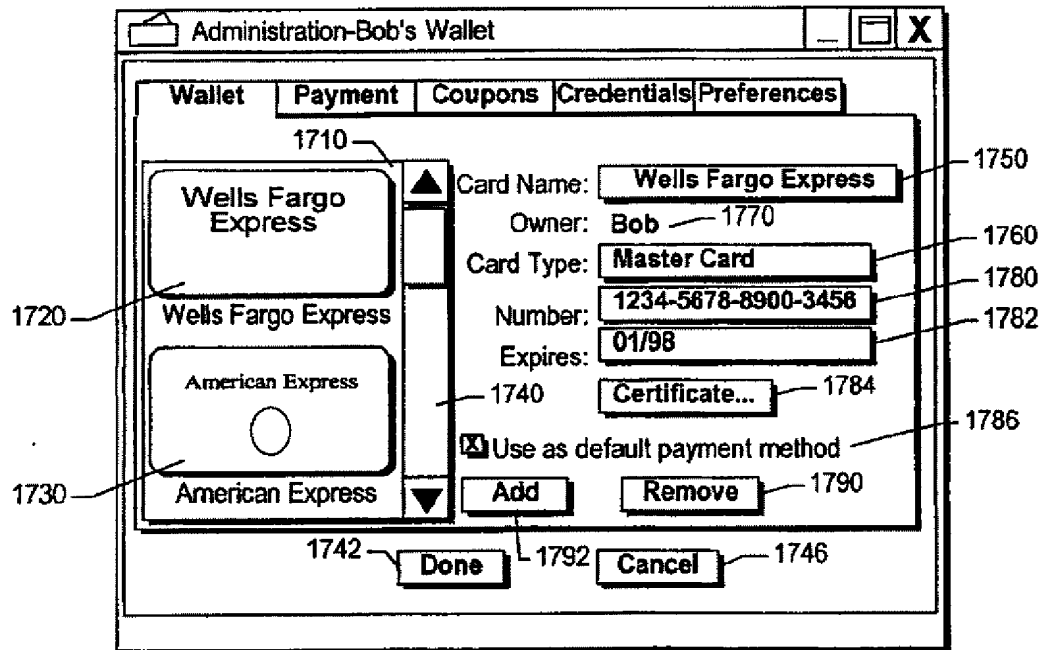 Administration-Bob's Wallet
_ X
Wallet Payment Coupons Credentials Preferences
1710
Wells Fargo
Express
1720
Wells Fargo Express
American Express
1730
American Express
1740
Card Name: Wells Fargo Express 1750
Owner: Bob 1770
Card Type: Master Card 1760
Number: 1234-5678-8900-3456 1780
Expires: 01/98 1782
Certificate... 1784
X Use as default payment method 1786
Add 1792 Remove 1790
1742 Done Cancel 1746